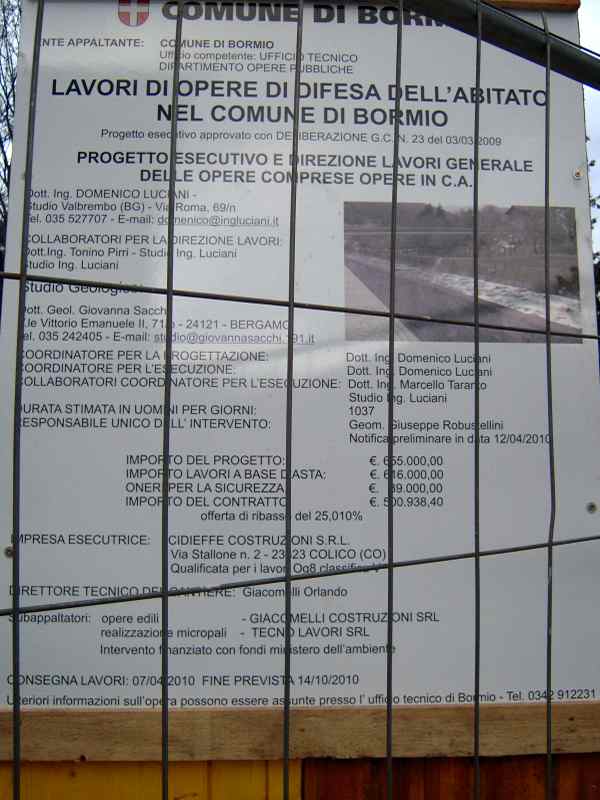 COMUNE DI BORMIO
ENTE APPALTANTE: COMUNE DI BORMIO
Ufficio competente: UFFICIO TECNICO
DIPARTIMENTO OPERE PUBBLICHE
LAVORI DI OPERE DI DIFESA DELL'ABITATO
NEL COMUNE DI BORMIO
Progetto esecutivo approvato con DELIBERAZIONE G.C. N. 23 del 03/03/2009
PROGETTO ESECUTIVO E DIREZIONE LAVORI GENERALE
DELLE OPERE COMPRESE OPERE IN C.A.
Dott. Ing. DOMENICO LUCIANI -
Studio Valbrembo (BG) - Via Roma, 69/n
Tel. 035 527707 - E-mail: domenico@ingluciani.it
COLLABORATORI PER LA DIREZIONE LAVORI:
Dott.Ing. Tonino Pirri - Studio Ing. Luciani
Studio Ing. Luciani
Studio Geologico:
Dott. Geol. Giovanna Sacchi
V.le Vittorio Emanuele II, - 24121 - BERGAMO
Tel. 035 242405 - E-mail: studio@giovannasacchi.191.it
COORDINATORE PER LA PROGETTAZIONE: Dott. Ing. Domenico Luciani
COORDINATORE PER L'ESECUZIONE: Dott. Ing. Domenico Luciani
COLLABORATORI COORDINATORE PER L'ESECUZIONE: Dott. Ing. Marcello Taranto
Studio Ing. Luciani
DURATA STIMATA IN UOMINI PER GIORNI: 1037
RESPONSABILE UNICO DELL' INTERVENTO: Geom. Giuseppe Robustellini
Notifica preliminare in data 12/04/2010
IMPORTO DEL PROGETTO: €. 655.000,00
IMPORTO LAVORI A BASE D'ASTA: €. 616.000,00
ONERI PER LA SICUREZZA €.
IMPORTO DEL CONTRATTO €. 500.938,40
offerta di ribasso del 25,010%
IMPRESA ESECUTRICE: CIDIEFFE COSTRUZIONI S.R.L.
Via Stallone n. 2 - 23823 COLICO (CO)
Qualificata per i lavori Og8 classifica
DIRETTORE TECNICO DEL CANTIERE: Giacomelli Orlando
Subappaltatori: opere edili - GIACOMELLI COSTRUZIONI SRL
realizzazione micropali - TECNO LAVORI SRL
Intervento finanziato con fondi ministero dell'ambiente
CONSEGNA LAVORI: 07/04/2010 FINE PREVISTA 14/10/2010
Ulteriori informazioni sull'opera possono essere assunte presso l' ufficio tecnico di Bormio - Tel. 0342 912231